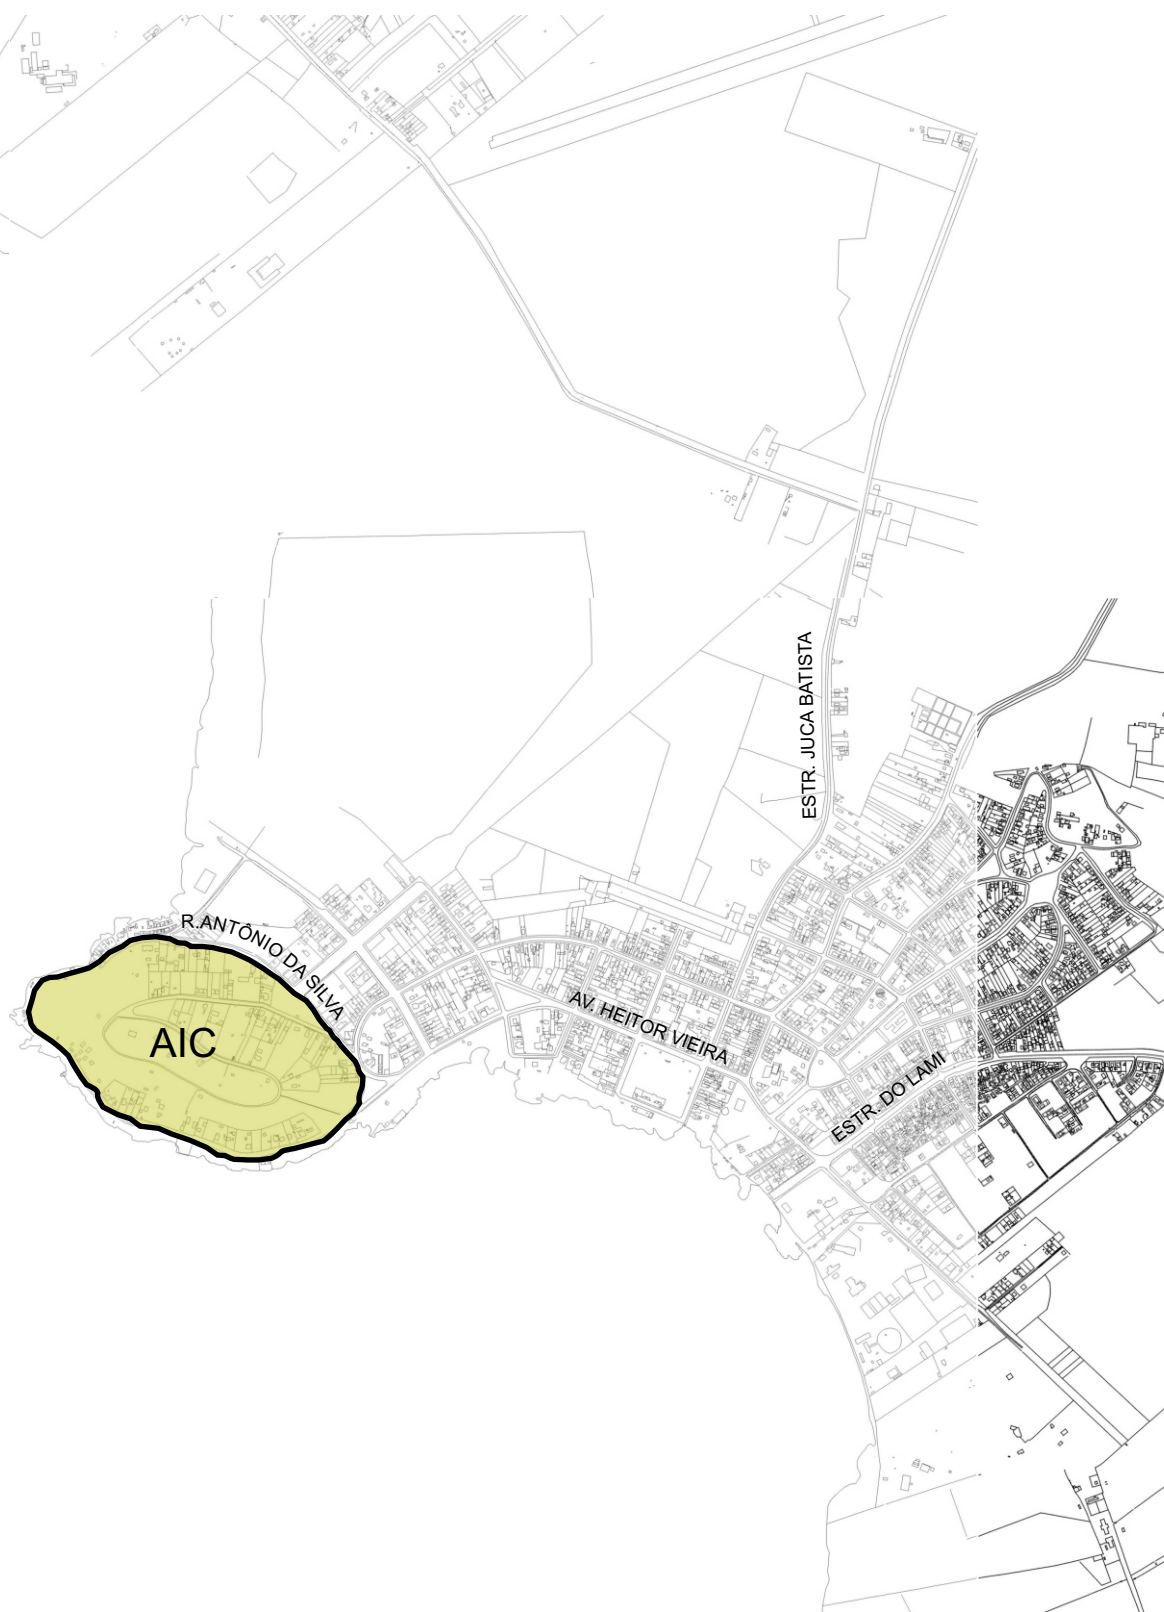 ESTR. JUCA BATISTA
R.ANTÔNIO DA SILVA
AIC
AV. HEITOR VIEIRA
ESTR. DO LAMI